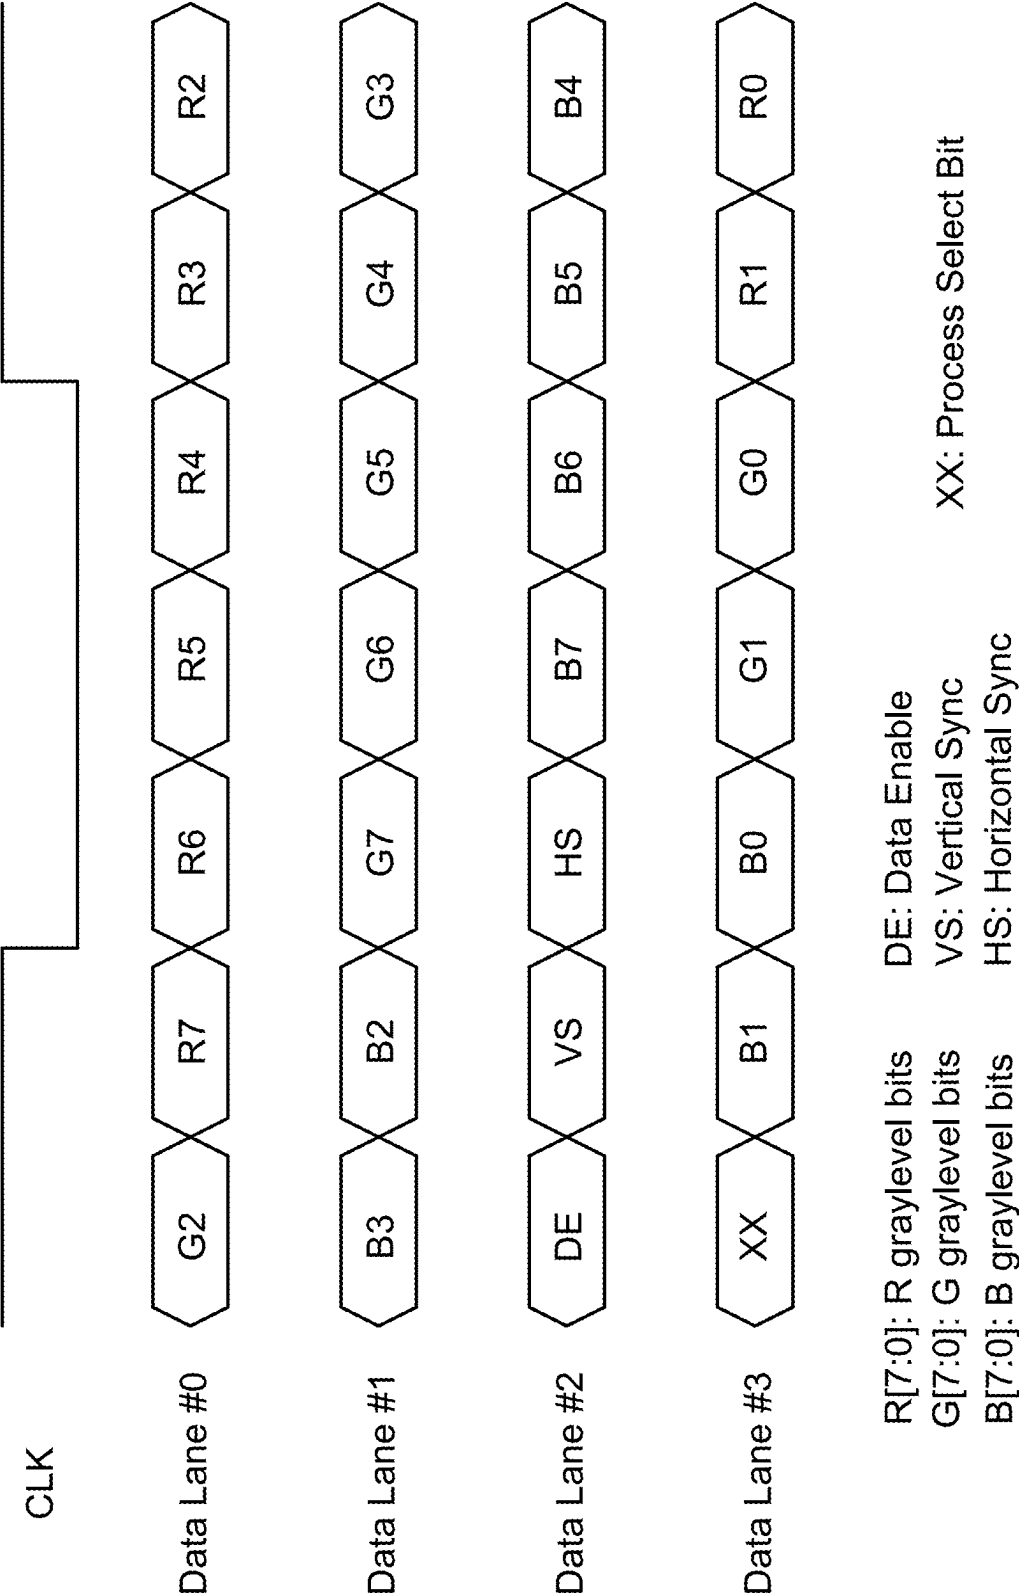 CLK
Data Lane #0 G2 R7 R6 R5 R4 R3 R2
Data Lane #1 B3 B2 G7 G6 G5 G4 G3
Data Lane #2 DE VS HS B7 B6 B5 B4
Data Lane #3 XX B1 B0 G1 G0 R1 R0
R[7:0]: R graylevel bits DE: Data Enable
G[7:0]: G graylevel bits VS: Vertical Sync XX: Process Select Bit
B[7:0]: B graylevel bits HS: Horizontal Sync